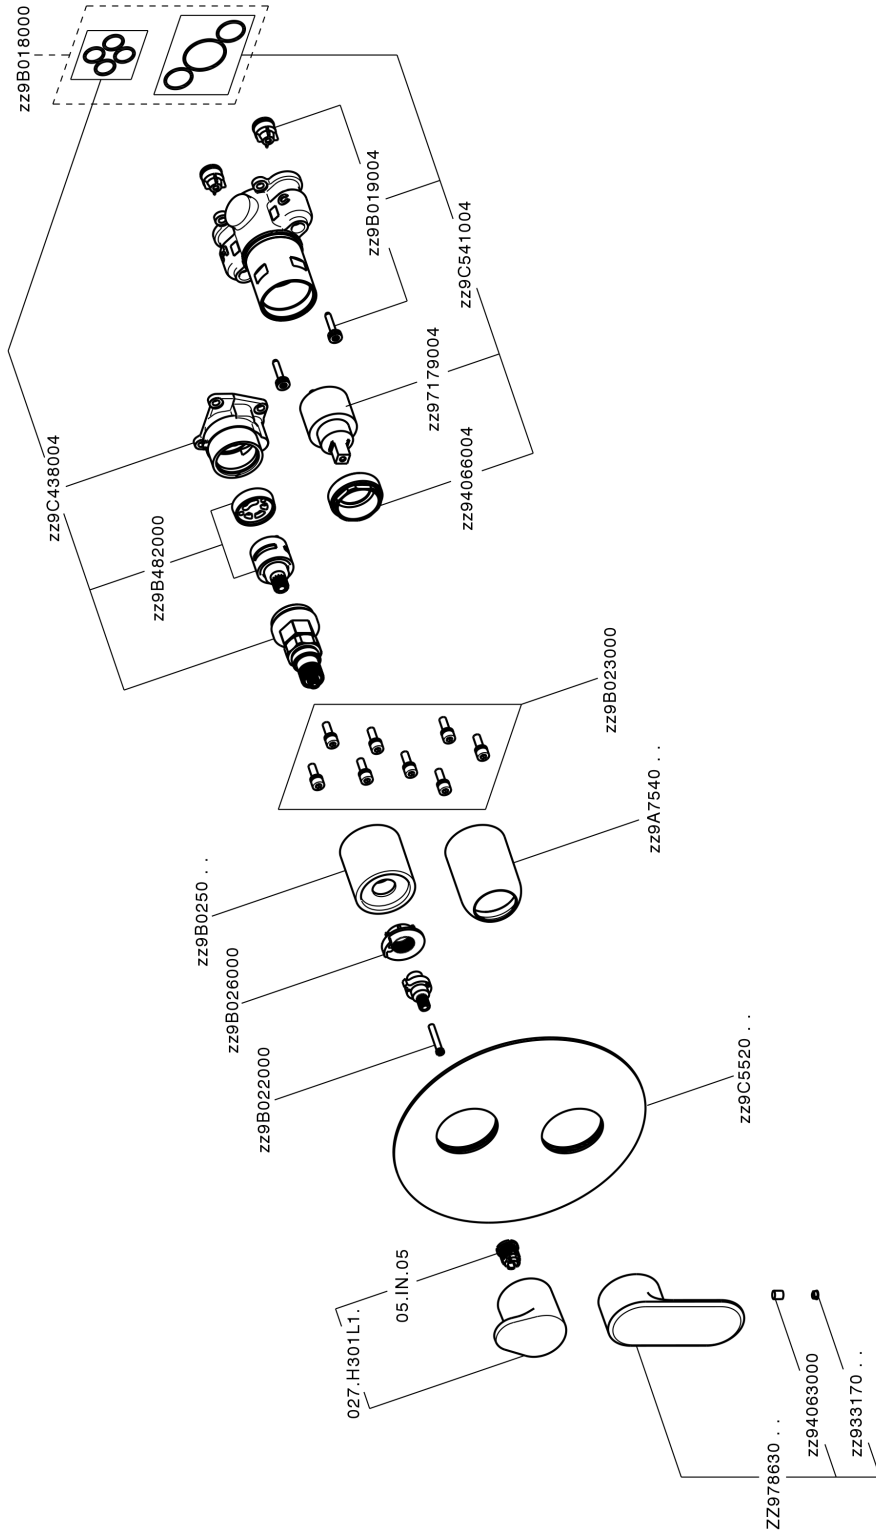 zz9B018000
zz9B019004
zz9C541004
zz97179004
zz94066004
zz9C438004
zz9B482000
zz9B023000
zz9A7540 . .
zz9B0250 . .
zz9B026000
zz9B022000
zz9C5520 . .
05.IN.05
027.H301L1.
zz94063000
zz933170 . .
ZZ978630 . .